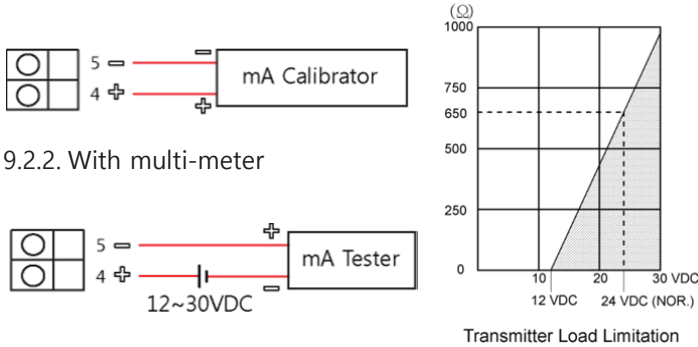 5 −
4 +
−
+
mA Calibrator
9.2.2. With multi-meter
5 −
4 +
+
−
mA Tester
12~30VDC
(Ω)
1000
750
650
500
250
0
10
20
30 VDC
12 VDC
24 VDC (NOR.)
Transmitter Load Limitation